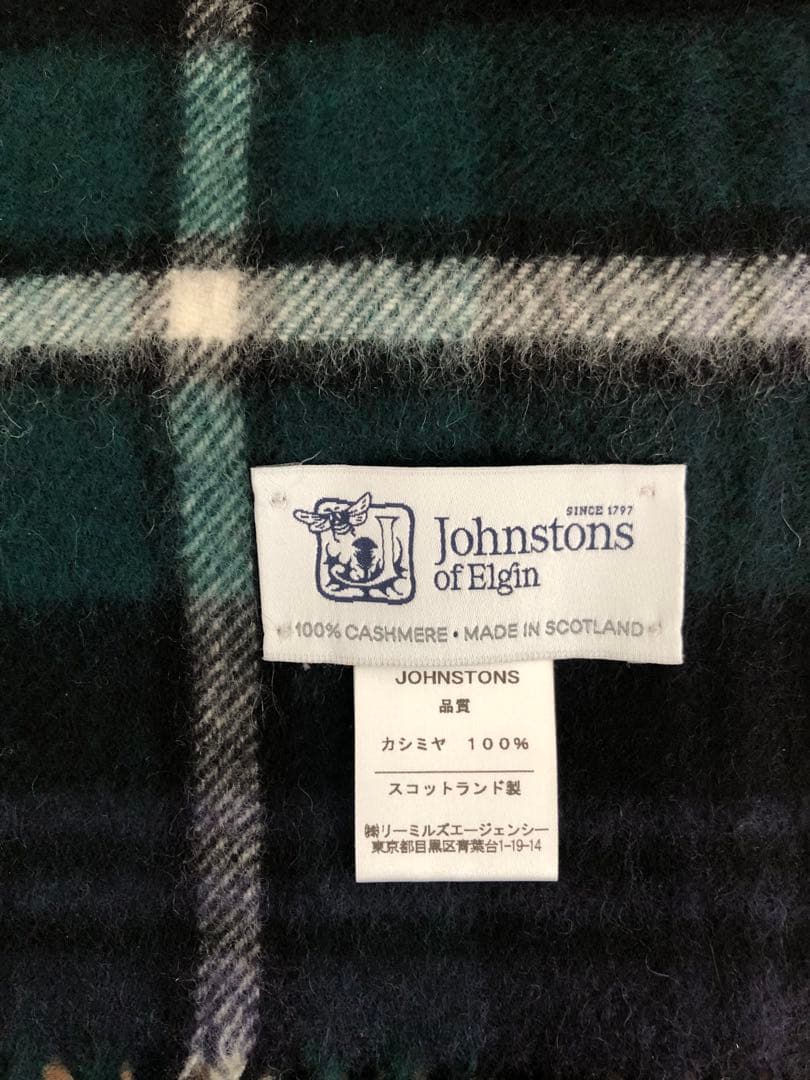 SINCE 1797
Johnstons
of Elgin
100% CASHMERE • MADE IN SCOTLAND
JOHNSTONS
品質
カシミヤ 100%
スコットランド製
㈱リーミルズエージェンシー
東京都目黒区青葉台1-19-14